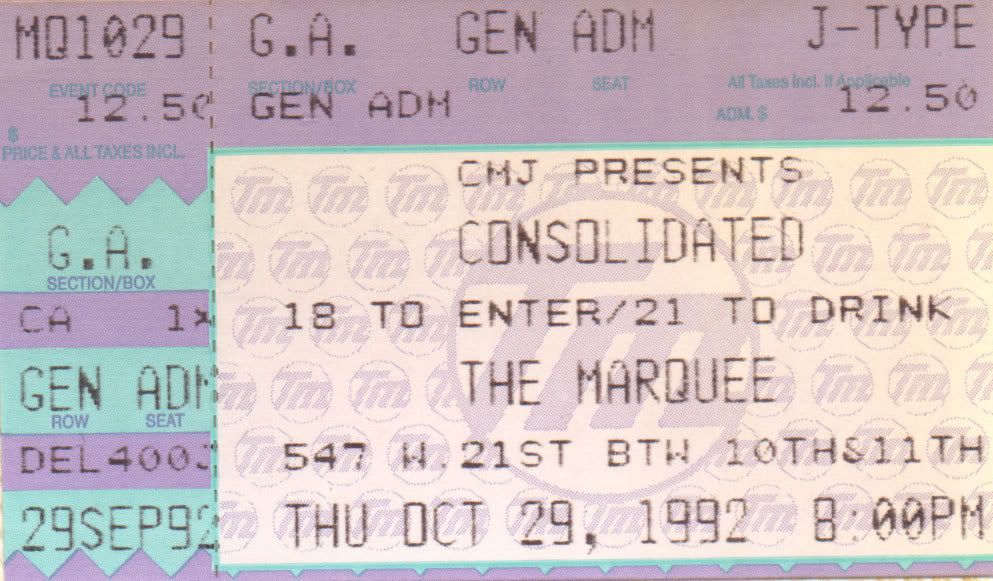 MQ1029
EVENT CODE
12.50
$
PRICE & ALL TAXES INCL.
G.A.
SECTION/BOX
CA 1x
GEN ADM
ROW SEAT
DEL400J
29SEP92
G.A. GEN ADM J-TYPE
SECTION/BOX ROW SEAT All Taxes Incl. If Applicable
GEN ADM ADM. $ 12.50
CMJ PRESENTS
CONSOLIDATED
18 TO ENTER/21 TO DRINK
THE MARQUEE
547 W.21ST BTW 10TH&11TH
THU OCT 29, 1992 8:00PM